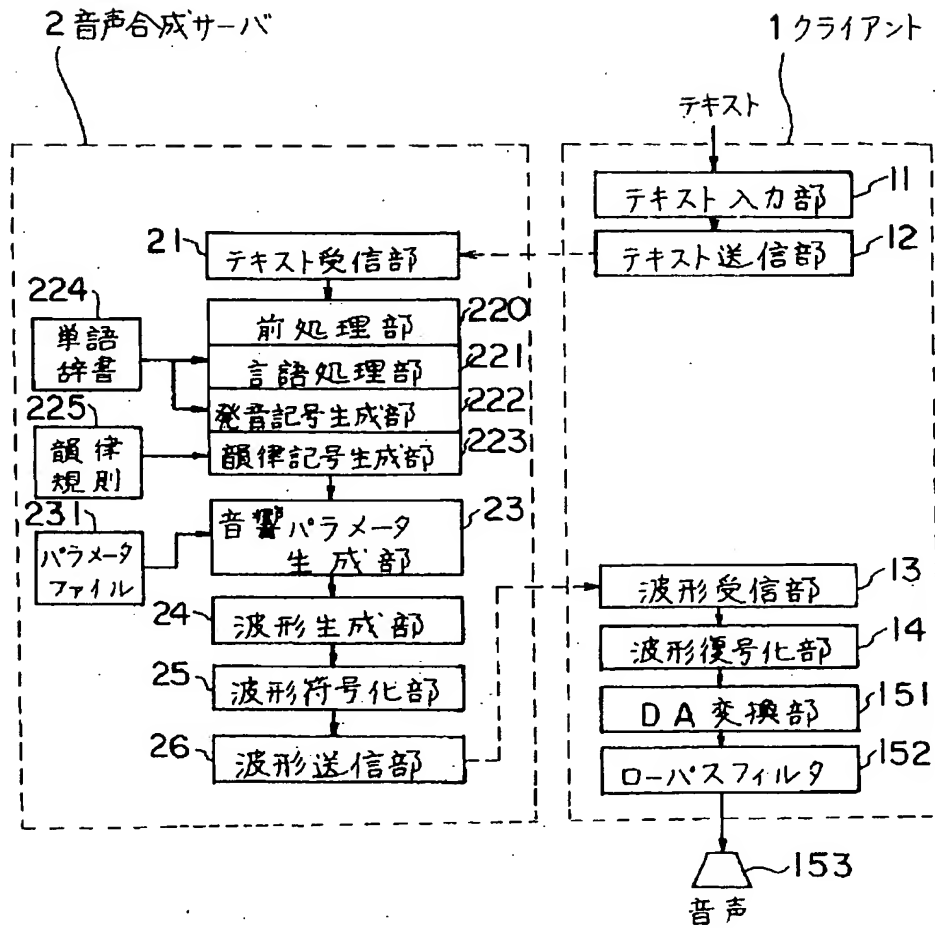 2 音声合成サーバ
1 クライアント
テキスト
テキスト入力部
11
テキスト送信部
12
21
テキスト受信部
224
単語
辞書
前処理部
220
言語処理部
221
発音記号生成部
222
225
韻律
規則
韻律記号生成部
223
231
パラメータ
ファイル
音響パラメータ
生成部
23
24
波形生成部
25
波形符号化部
26
波形送信部
波形受信部
13
波形復号化部
14
DA変換部
151
ローパスフィルタ
152
153
音声